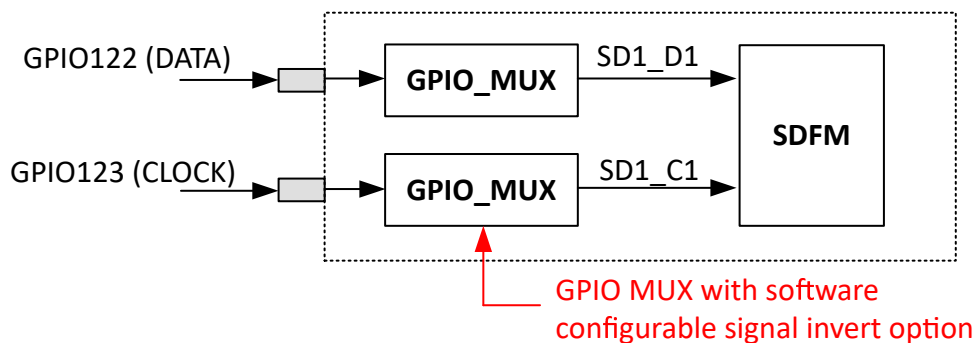 GPIO122 (DATA)
GPIO_MUX
SD1_D1
SDFM
GPIO123 (CLOCK)
GPIO_MUX
SD1_C1
GPIO MUX with software
configurable signal invert option